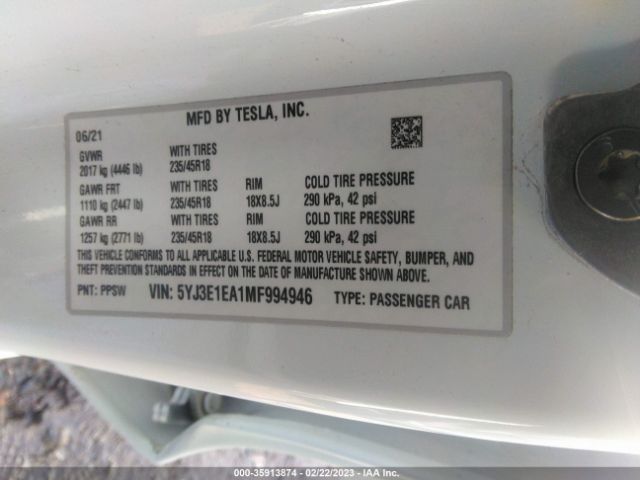 MFD BY TESLA, INC.
06/21
GVWR WITH TIRES
2017 kg (4446 lb) 235/45R18
GAWR FRT WITH TIRES RIM COLD TIRE PRESSURE
1110 kg (2447 lb) 235/45R18 18X8.5J 290 kPa, 42 psi
GAWR RR WITH TIRES RIM COLD TIRE PRESSURE
1257 kg (2771 lb) 235/45R18 18X8.5J 290 kPa, 42 psi
THIS VEHICLE CONFORMS TO ALL APPLICABLE U.S. FEDERAL MOTOR VEHICLE SAFETY, BUMPER, AND
THEFT PREVENTION STANDARDS IN EFFECT ON THE DATE OF MANUFACTURE SHOWN ABOVE.
PNT: PPSW VIN: 5YJ3E1EA1MF994946 TYPE: PASSENGER CAR
000-35913874 - 02/22/2023 - IAA Inc.